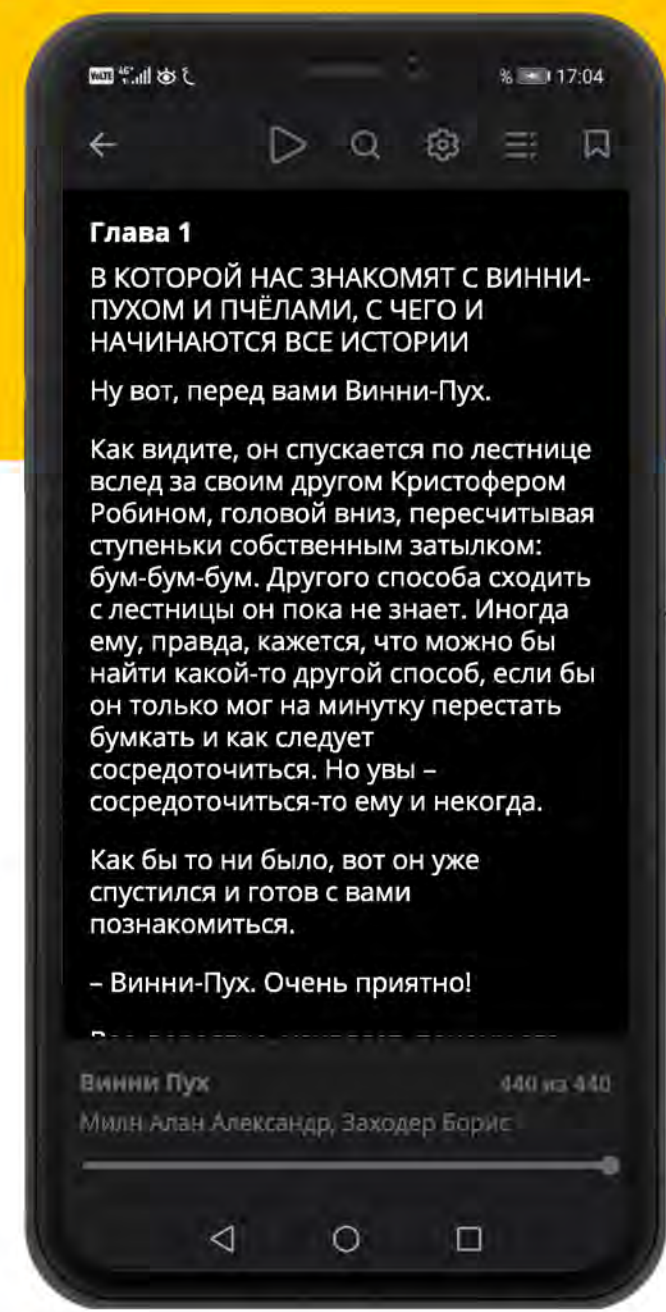 VoLTE 4G % 17:04
Глава 1
В КОТОРОЙ НАС ЗНАКОМЯТ С ВИННИ-
ПУХОМ И ПЧЁЛАМИ, С ЧЕГО И
НАЧИНАЮТСЯ ВСЕ ИСТОРИИ
Ну вот, перед вами Винни-Пух.
Как видите, он спускается по лестнице
вслед за своим другом Кристофером
Робином, головой вниз, пересчитывая
ступеньки собственным затылком:
бум-бум-бум. Другого способа сходить
с лестницы он пока не знает. Иногда
ему, правда, кажется, что можно бы
найти какой-то другой способ, если бы
он только мог на минутку перестать
бумкать и как следует
сосредоточиться. Но увы –
сосредоточиться-то ему и некогда.
Как бы то ни было, вот он уже
спустился и готов с вами
познакомиться.
– Винни-Пух. Очень приятно!
Винни Пух 440 из 440
Милн Алан Александр, Заходер Борис